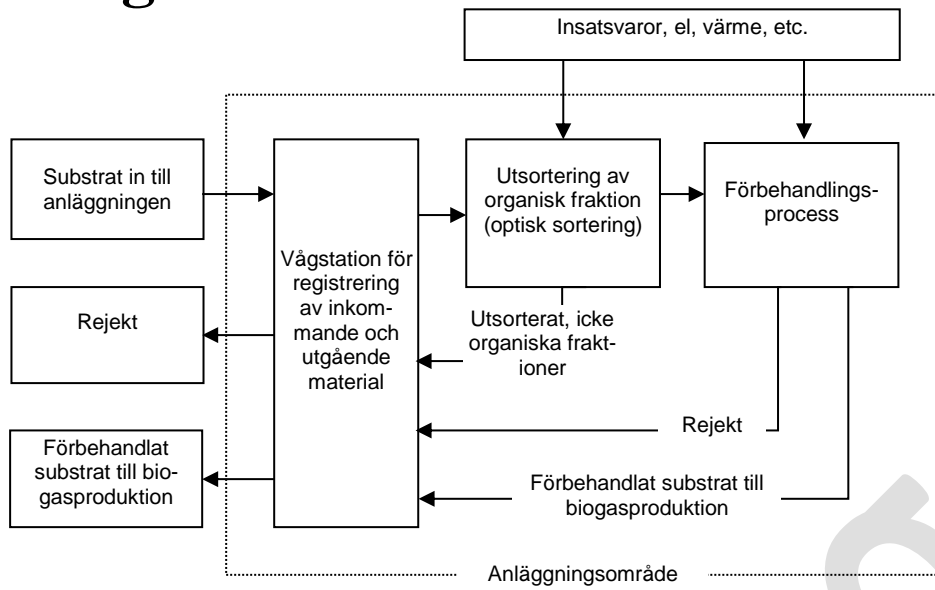 Insatsvaror, el, värme, etc.
Substrat in till
anläggningen
Utsortering av
organisk fraktion
(optisk sortering)
Förbehandlings-
process
Vågstation för
registrering
av inkom-
mande och
utgående
material
Rejekt
Utsorterat, icke
organiska frakt-
ioner
Rejekt
Förbehandlat
substrat till bio-
gasproduktion
Förbehandlat substrat till
biogasproduktion
Anläggningsområde